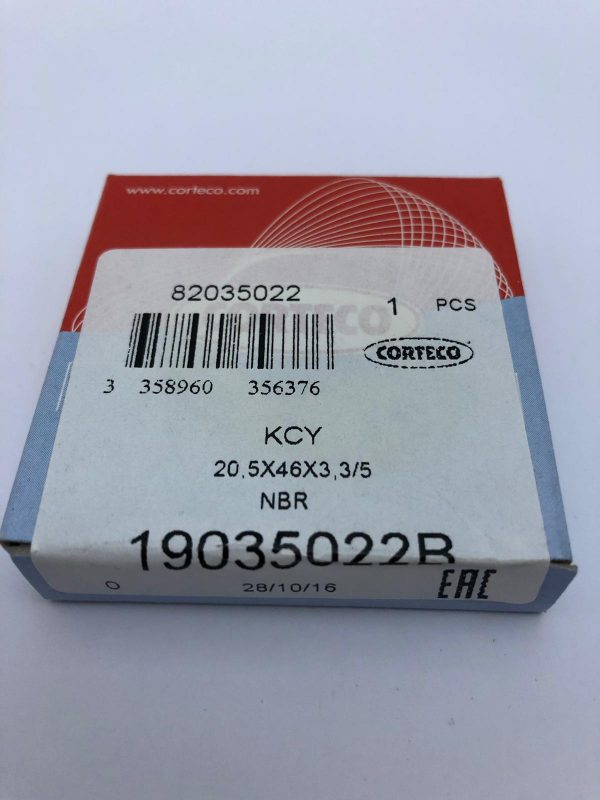 www.corteco.com
82035022
1 PCS
CORTECO
CORTECO
3 358960 356376
KCY
20,5X46X3,3/5
NBR
19035022B
28/10/16
EAC